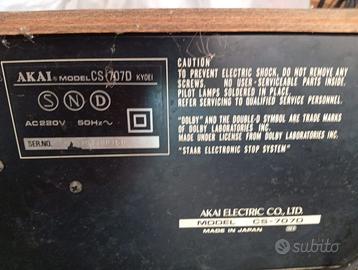 AKAI MODEL CS-707D KYOEI
S N D
AC220V 50Hz~
SER.NO.
CAUTION
TO PREVENT ELECTRIC SHOCK, DO NOT REMOVE
SCREWS. NO USER-SERVICEABLE PARTS INSIDE.
PILOT LAMPS SOLDERED IN PLACE.
REFER SERVICING TO QUALIFIED SERVICE PERSONNEL.
"DOLBY" AND THE DOUBLE-D SYMBOL ARE TRADE MARKS
OF DOLBY LABORATORIES INC.
MADE UNDER LICENSE FROM DOLBY LABORATORIES, INC.
"STAAR ELECTRONIC STOP SYSTEM"
AKAI ELECTRIC CO., LTD.
MODEL CS-707D
MADE IN JAPAN
subito